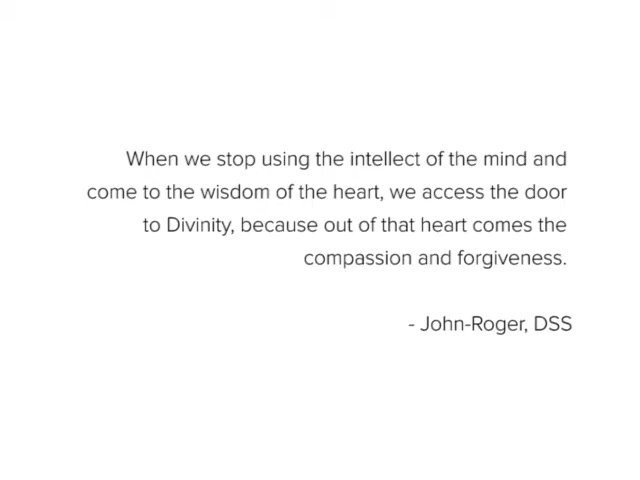 When we stop using the intellect of the mind and
come to the wisdom of the heart, we access the door
to Divinity, because out of that heart comes the
compassion and forgiveness.
- John-Roger, DSS